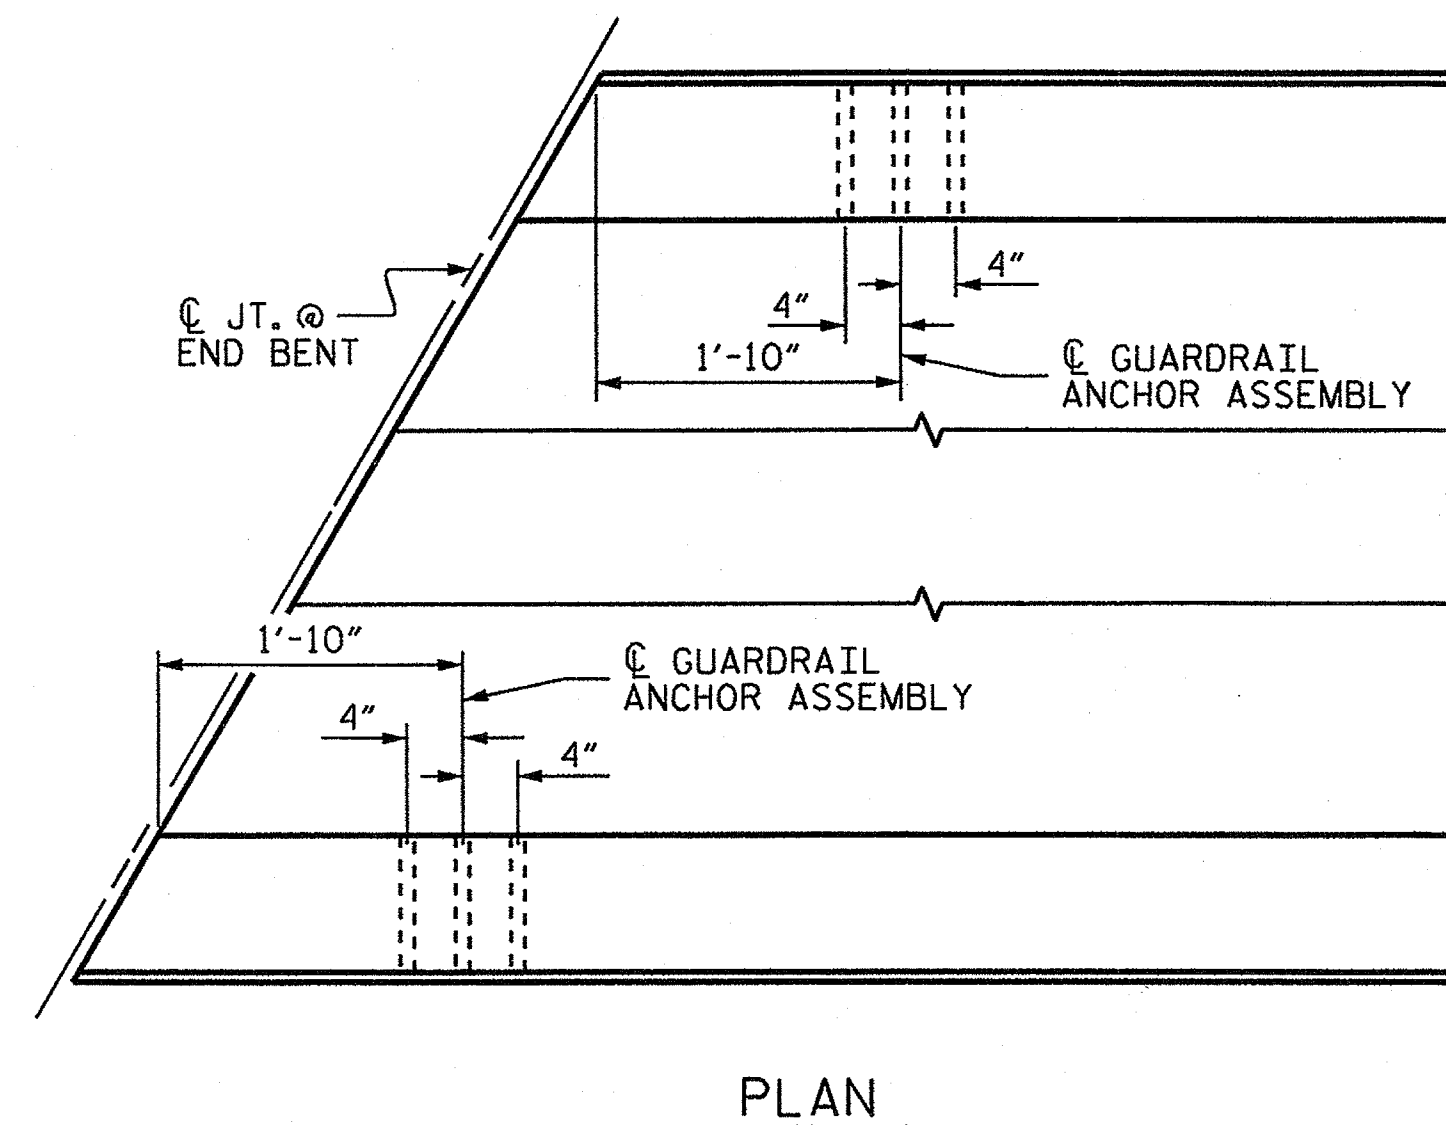 ℄ JT. @
END BENT
4"
4"
1'-10"
℄ GUARDRAIL
ANCHOR ASSEMBLY
1'-10"
℄ GUARDRAIL
ANCHOR ASSEMBLY
4"
4"
PLAN